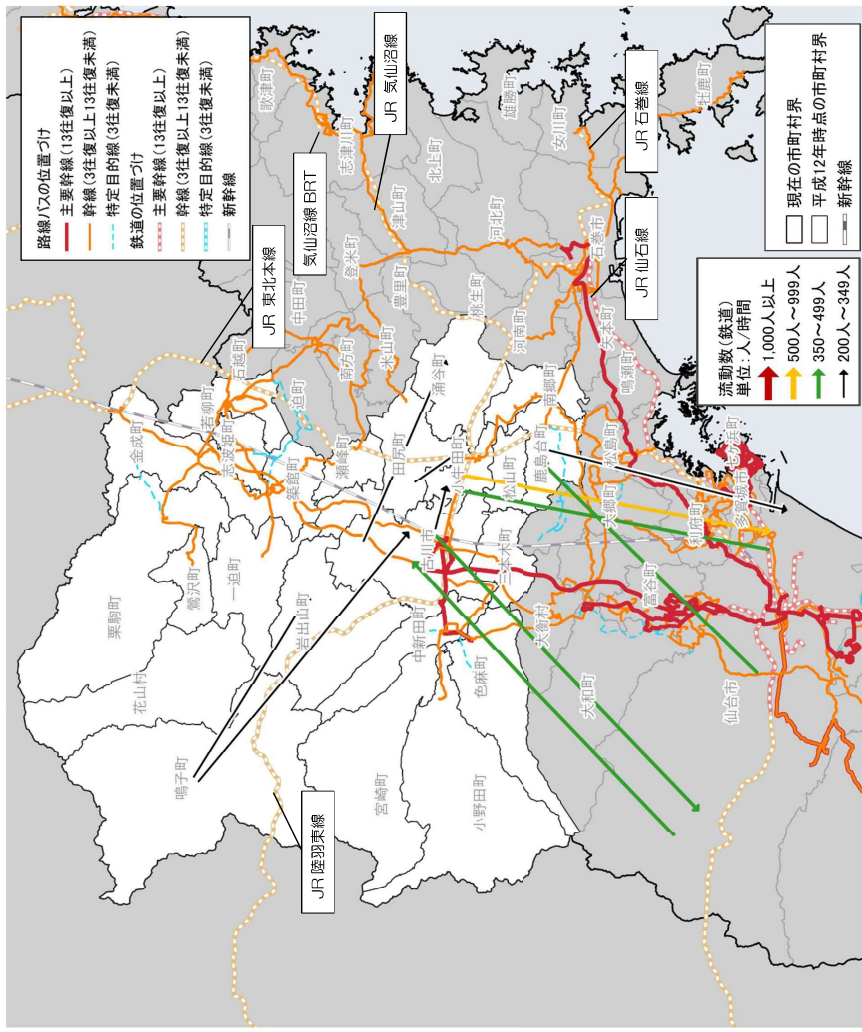 路線バスの位置づけ
主要幹線(13往復以上)
幹線(3往復以上13往復未満)
特定目的線(3往復未満)
鉄道の位置づけ
主要幹線(13往復以上)
幹線(3往復以上13往復未満)
特定目的線(3往復未満)
新幹線
JR 東北本線
気仙沼線 BRT
JR 気仙沼線
JR 石巻線
JR 仙石線
JR 陸羽東線
歌津町
志津川町
北上町
雄勝町
女川町
牡鹿町
津山町
登米町
中田町
豊里町
河北町
石巻市
桃生町
河南町
矢本町
鳴瀬町
石越町
迫町
南方町
米山町
涌谷町
南郷町
若柳町
金成町
志波姫町
築館町
瀬峰町
田尻町
小牛田町
鹿島台町
松島町
松山町
大郷町
七ケ浜町
多賀城市
利府町
栗駒町
鶯沢町
一迫町
花山村
岩出山町
古川市
三本木町
鳴子町
中新田町
色麻町
宮崎町
小野田町
大衡村
大和町
富谷町
仙台市
流動数(鉄道)
単位:人/時間
1,000人以上
500人~999人
350~499人
200人~349人
現在の市町村界
平成12年時点の市町村界
新幹線